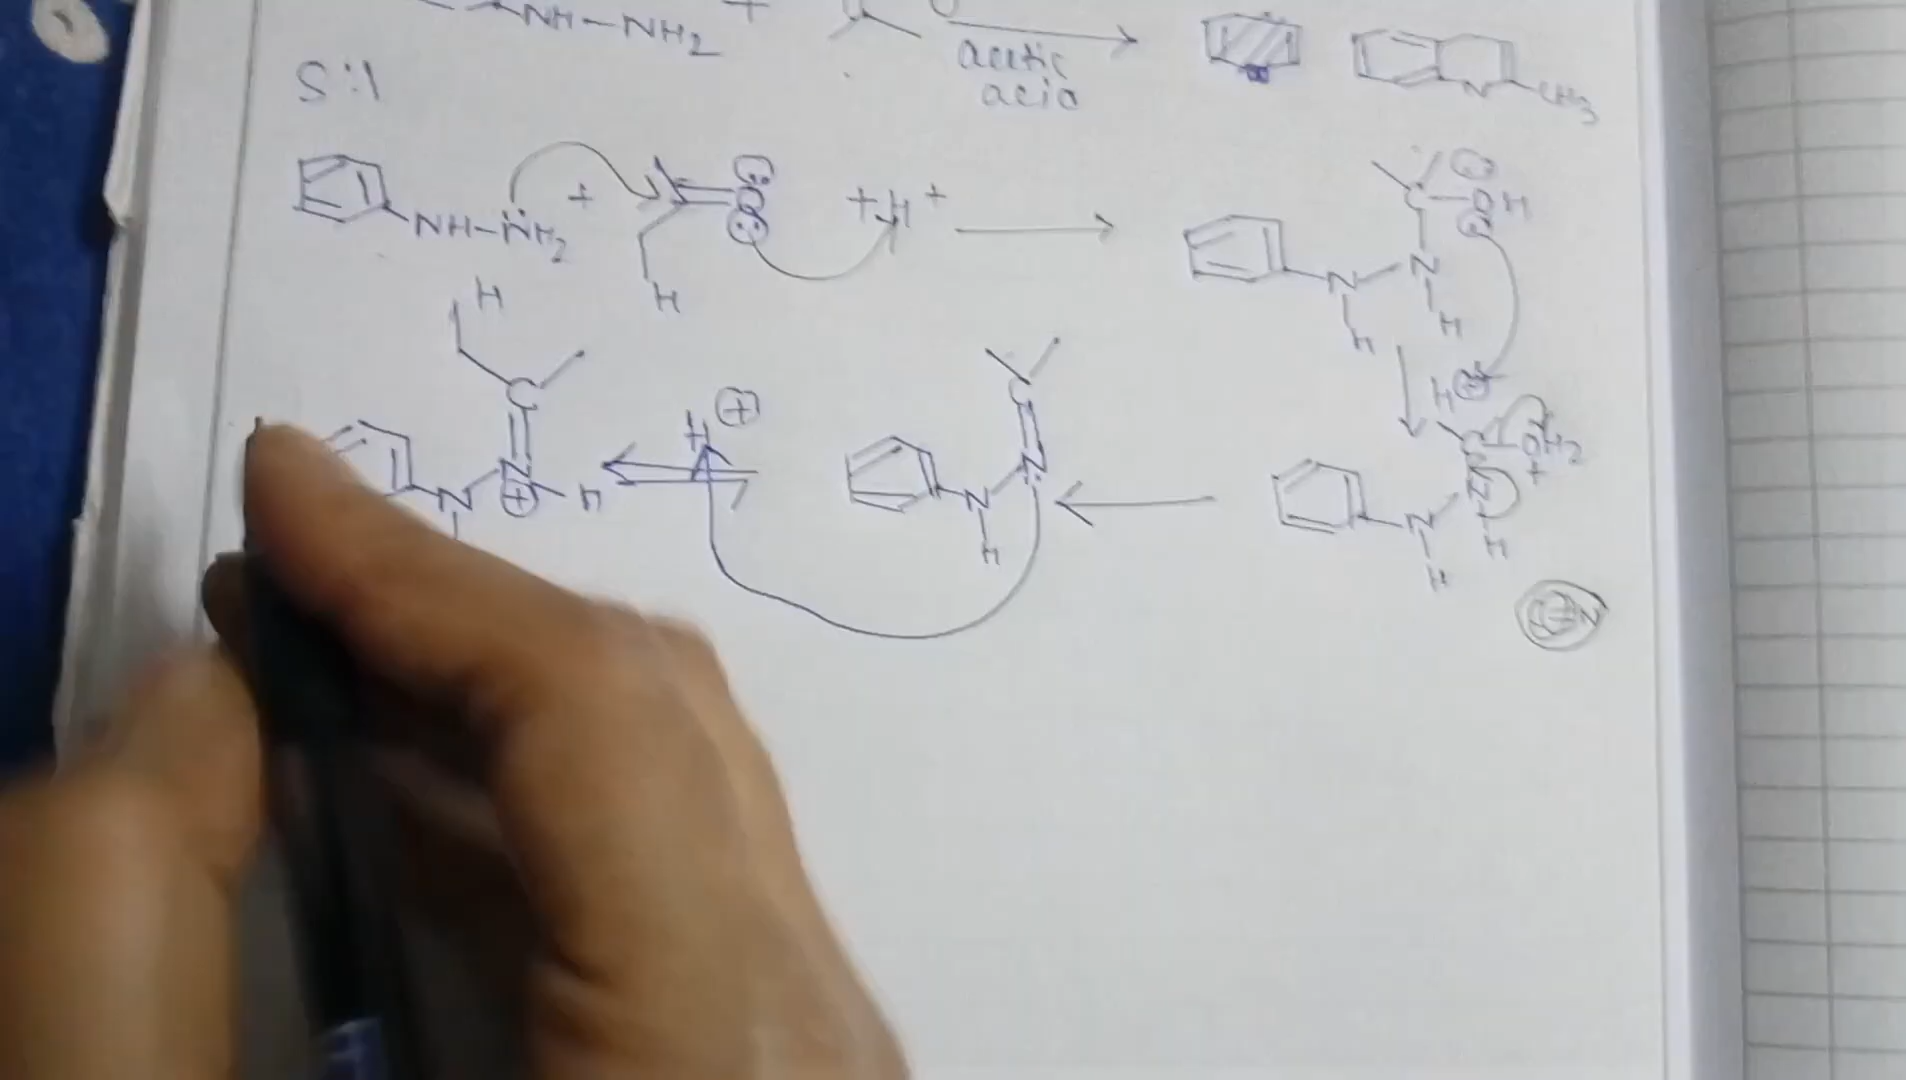 NH-NH2 +
acetic
acid
N CH3
S:1
NH-NH2 + O + H+
H
OH
N N
H H
H
C
N N H
H+
C
N N
H
H+
C OH2
+
N N
H H
N